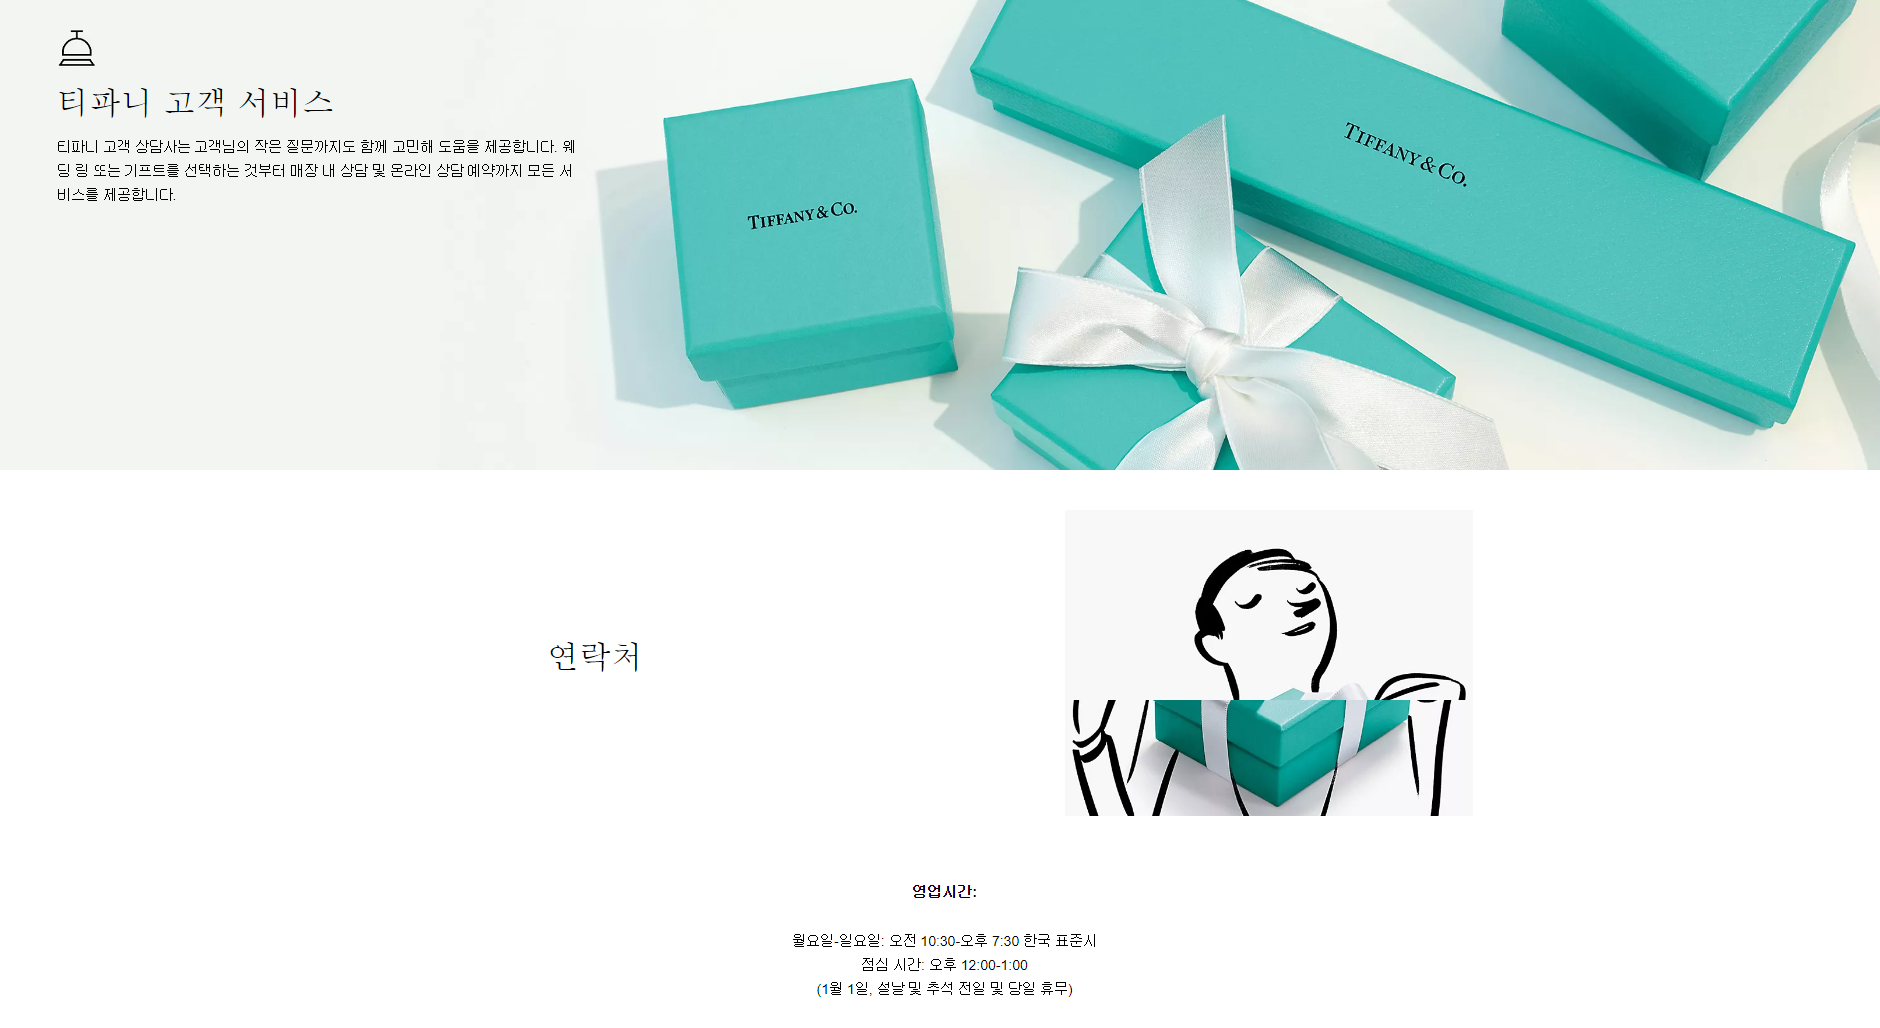 티파니 고객 서비스
티파니 고객 상담사는 고객님의 작은 질문까지도 함께 고민해 도움을 제공합니다. 웨
딩 링 또는 기프트를 선택하는 것부터 매장 내 상담 및 온라인 상담 예약까지 모든 서
비스를 제공합니다.
TIFFANY & CO.
TIFFANY & CO.
연락처
영업시간:
월요일-일요일: 오전 10:30-오후 7:30 한국 표준시
점심 시간: 오후 12:00-1:00
(1월 1일, 설날 및 추석 전일 및 당일 휴무)